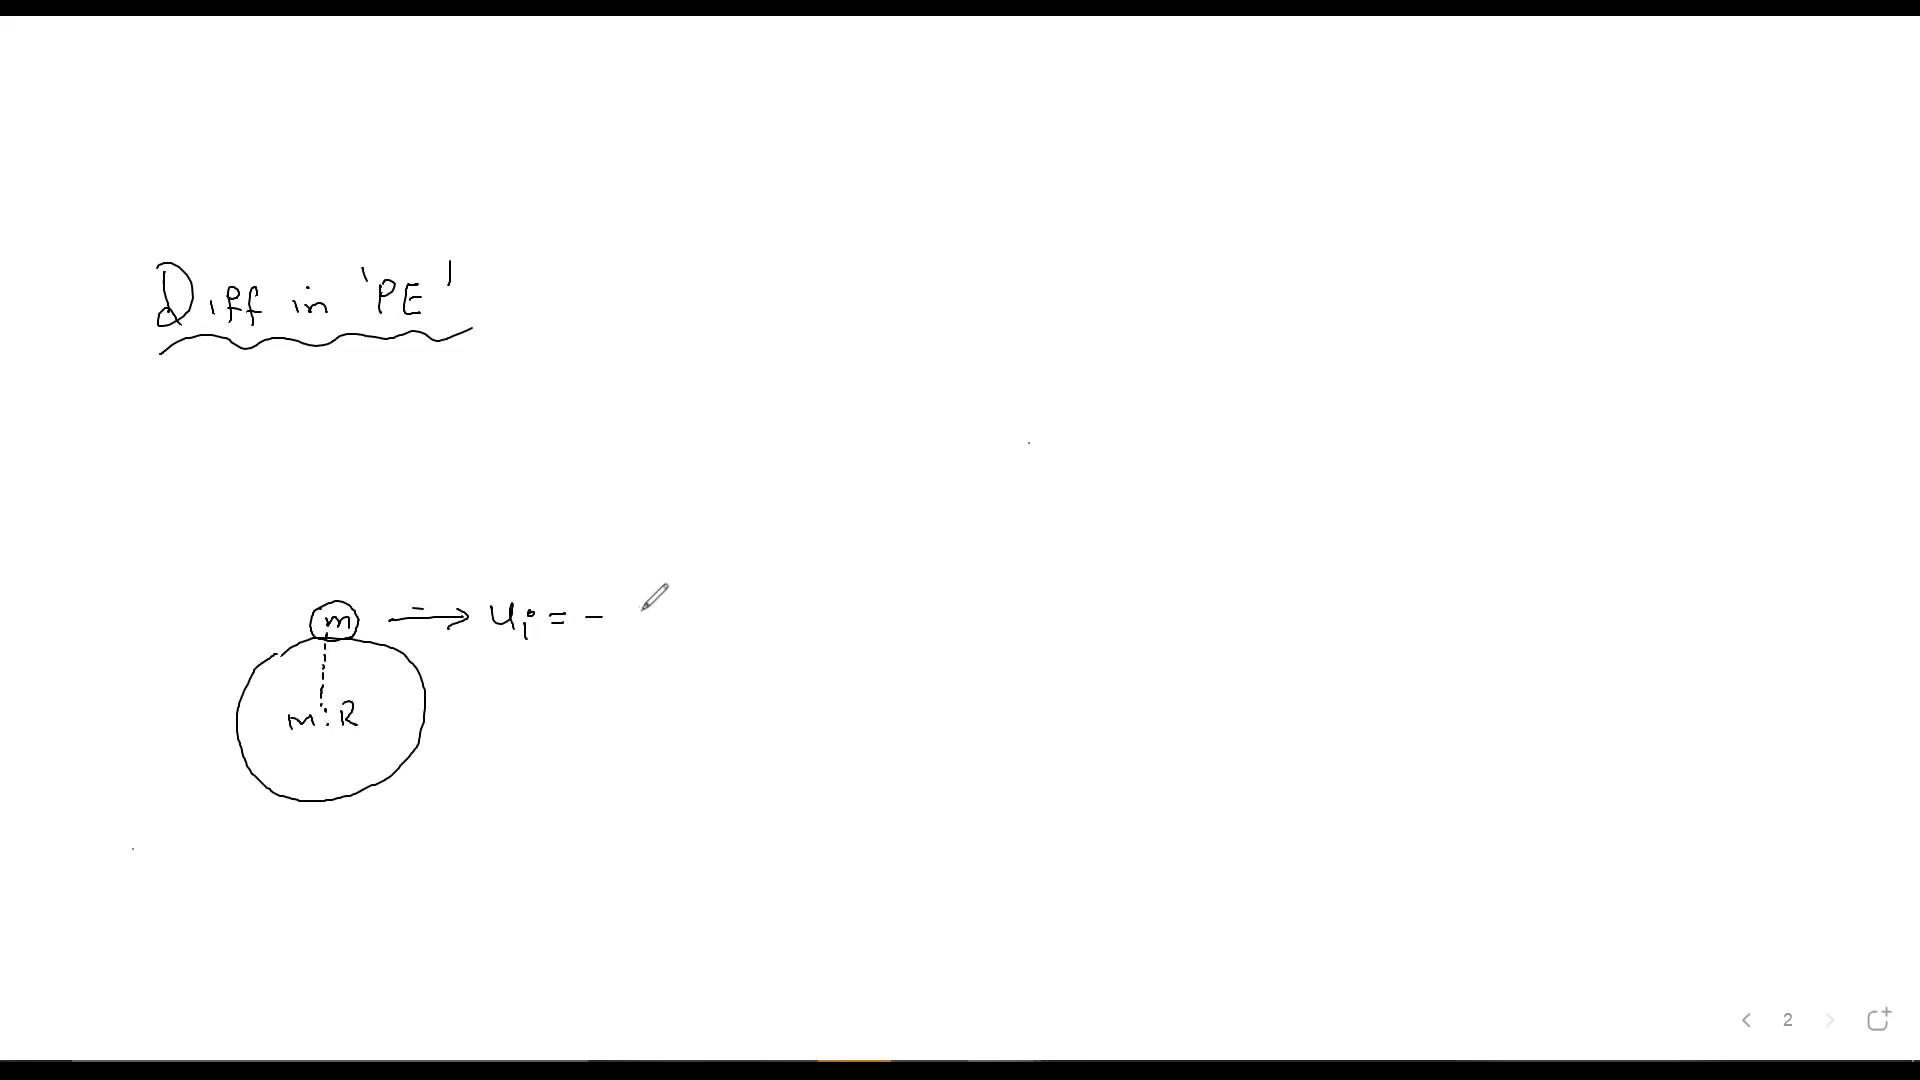 Diff in 'PE'
m → Ui = -
m : R
2